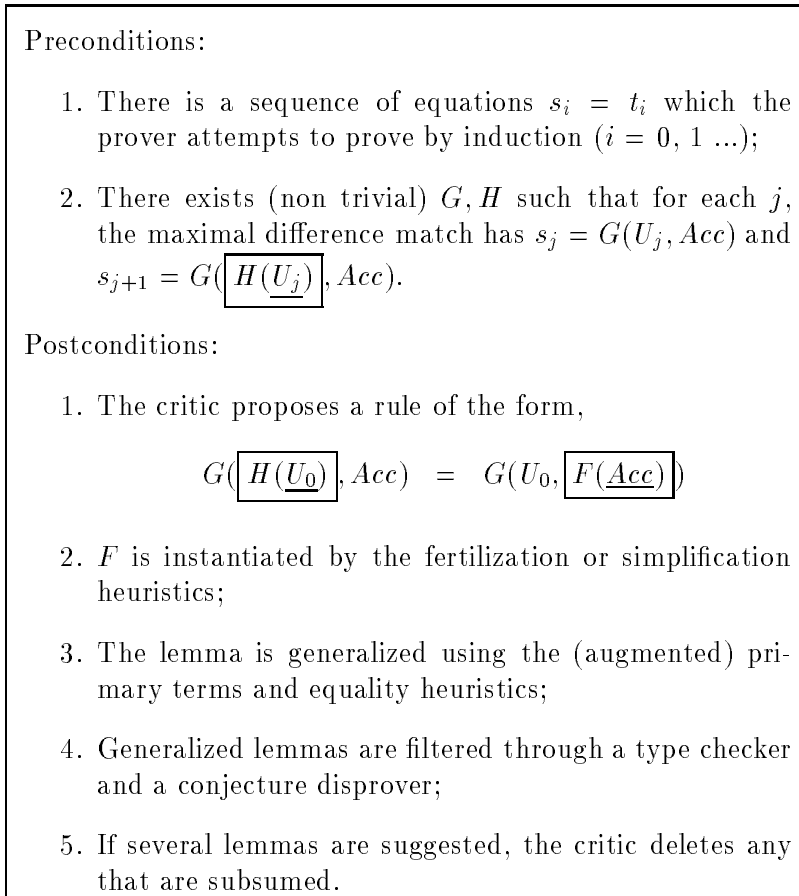 Preconditions:
1. There is a sequence of equations s_i = t_i which the
prover attempts to prove by induction (i = 0, 1 ...);
2. There exists (non trivial) G, H such that for each j,
the maximal difference match has s_j = G(U_j, Acc) and
s_{j+1} = G(H(U_j), Acc).
Postconditions:
1. The critic proposes a rule of the form,
G(H(U_0), Acc) = G(U_0, F(Acc))
2. F is instantiated by the fertilization or simplification
heuristics;
3. The lemma is generalized using the (augmented) pri-
mary terms and equality heuristics;
4. Generalized lemmas are filtered through a type checker
and a conjecture disprover;
5. If several lemmas are suggested, the critic deletes any
that are subsumed.